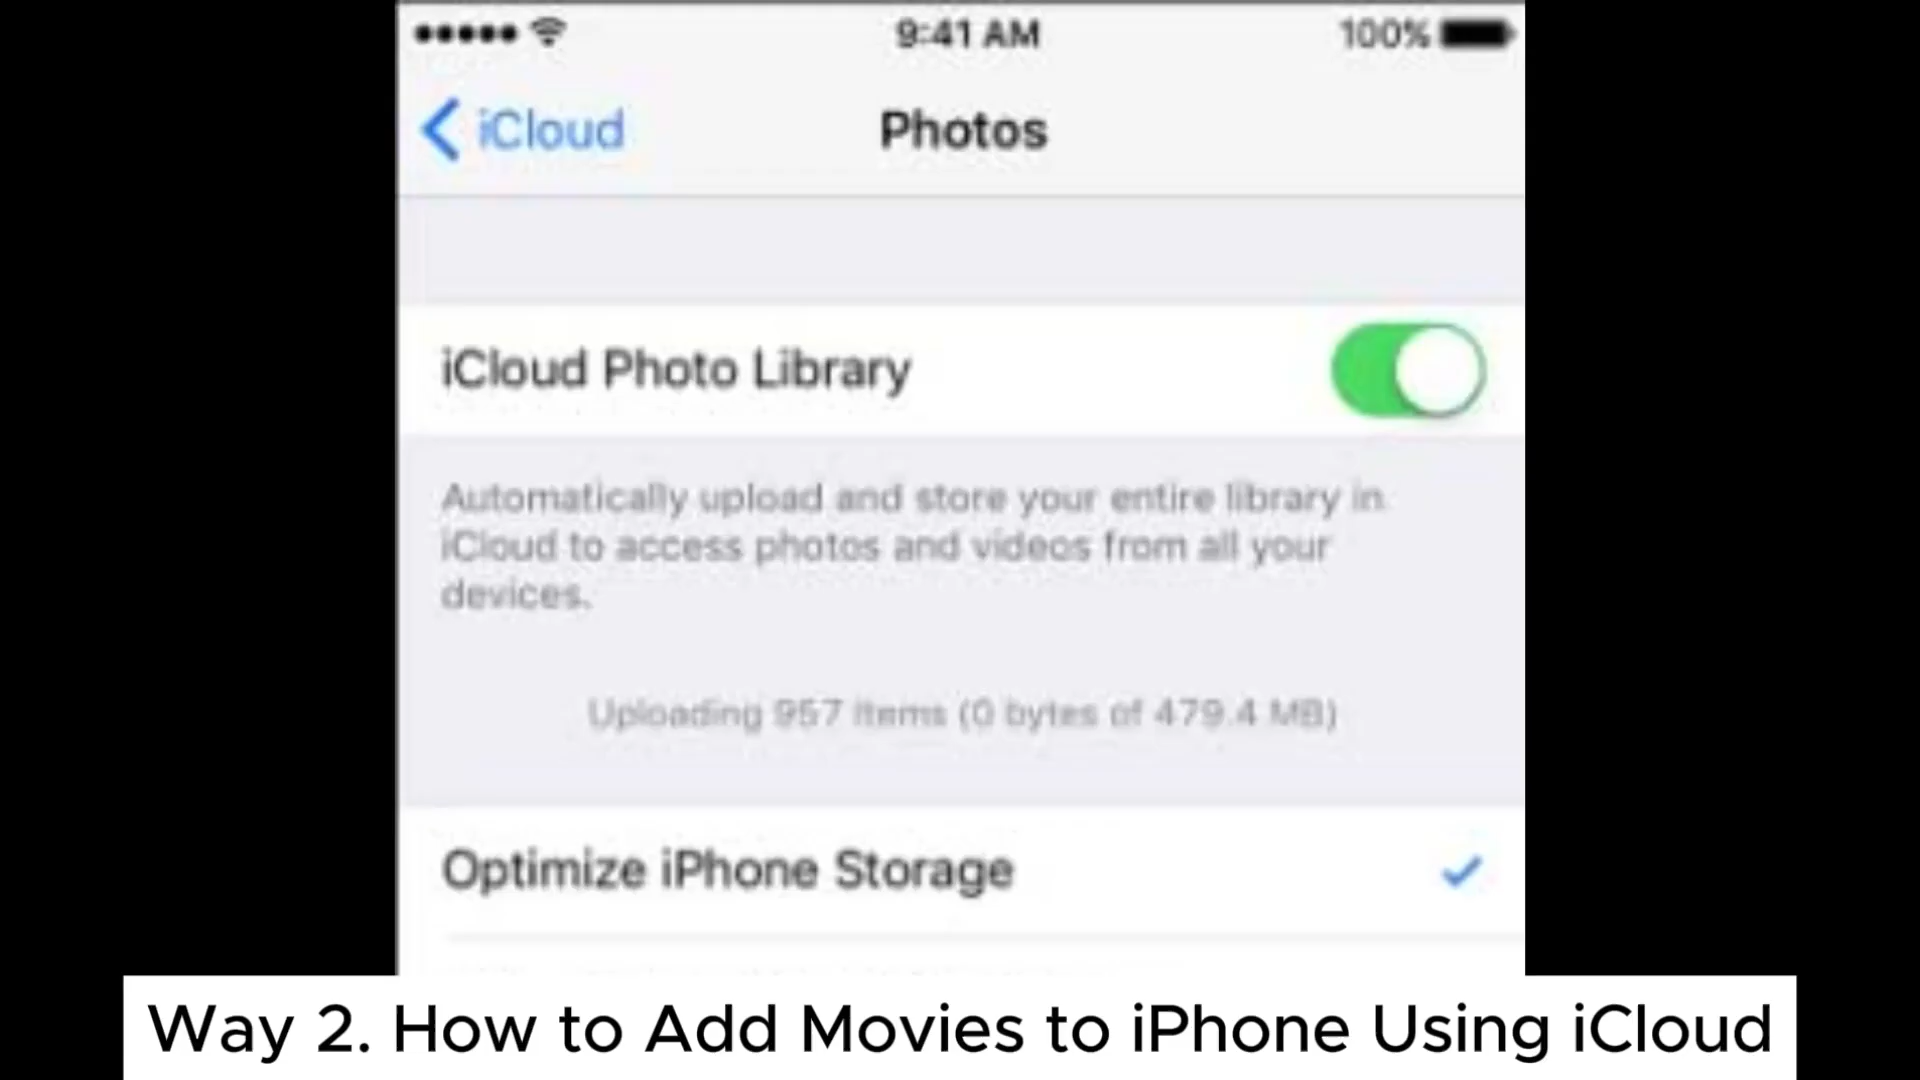 9:41 AM
100%
iCloud
Photos
iCloud Photo Library
Automatically upload and store your entire library in
iCloud to access photos and videos from all your
devices.
Uploading 957 items (0 bytes of 479.4 MB)
Optimize iPhone Storage
Way 2. How to Add Movies to iPhone Using iCloud